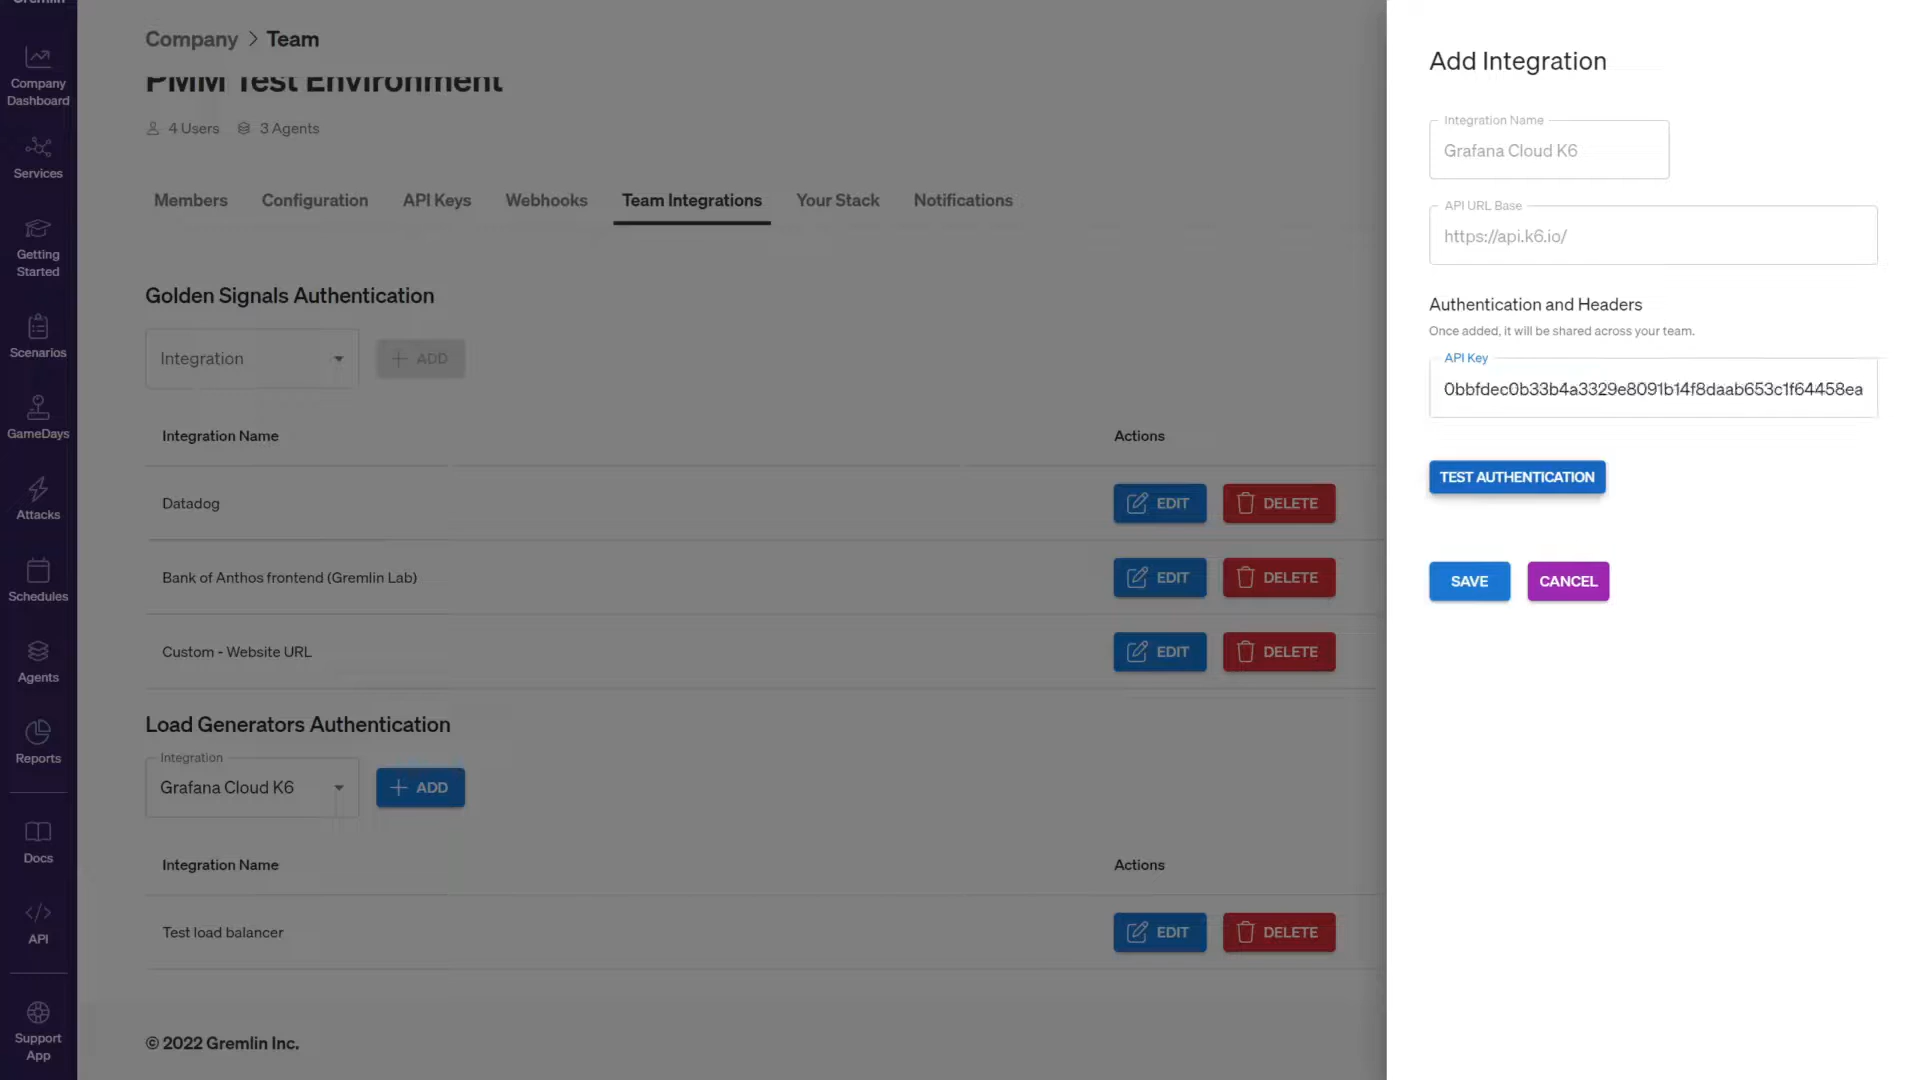 Gremlin
Company
Dashboard
Services
Getting
Started
Scenarios
GameDays
Attacks
Schedules
Agents
Reports
Docs
API
Support
App
Company > Team
PMM Test Environment
4 Users 3 Agents
Members Configuration API Keys Webhooks Team Integrations Your Stack Notifications
Golden Signals Authentication
Integration
+ ADD
Integration Name Actions
Datadog EDIT DELETE
Bank of Anthos frontend (Gremlin Lab) EDIT DELETE
Custom - Website URL EDIT DELETE
Load Generators Authentication
Integration
Grafana Cloud K6 + ADD
Integration Name Actions
Test load balancer EDIT DELETE
© 2022 Gremlin Inc.
Add Integration
Integration Name
Grafana Cloud K6
API URL Base
https://api.k6.io/
Authentication and Headers
Once added, it will be shared across your team.
API Key
0bbfdec0b33b4a3329e8091b14f8daab653c1f64458ea
TEST AUTHENTICATION
SAVE CANCEL